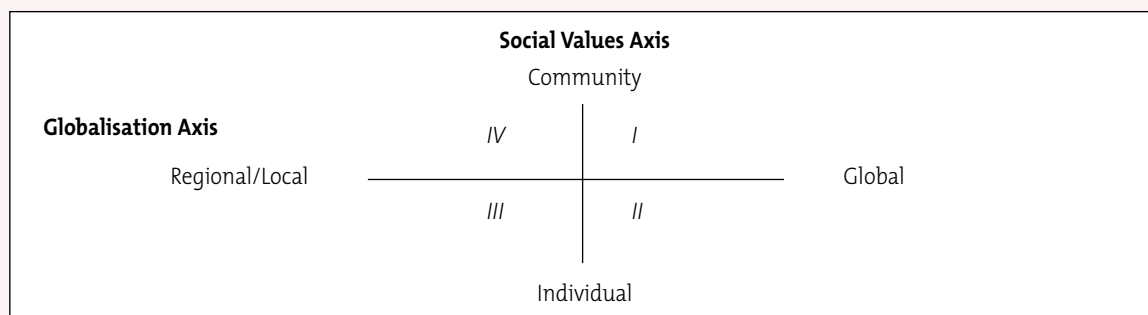 Social Values Axis
Community
Globalisation Axis
IV I
Regional/Local Global
III II
Individual